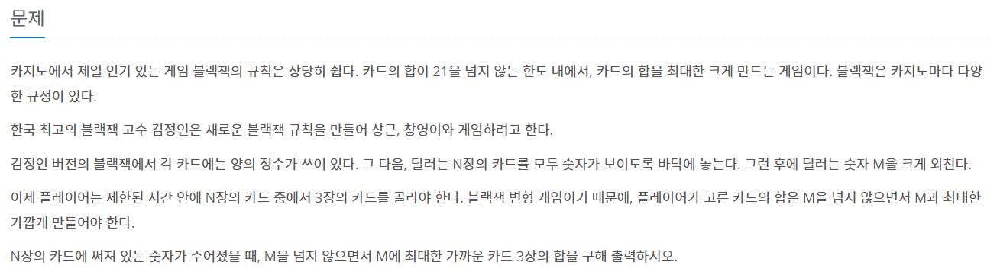 문제
카지노에서 제일 인기 있는 게임 블랙잭의 규칙은 상당히 쉽다. 카드의 합이 21을 넘지 않는 한도 내에서, 카드의 합을 최대한 크게 만드는 게임이다. 블랙잭은 카지노마다 다양
한 규정이 있다.
한국 최고의 블랙잭 고수 김정인은 새로운 블랙잭 규칙을 만들어 상근, 창영이와 게임하려고 한다.
김정인 버전의 블랙잭에서 각 카드에는 양의 정수가 쓰여 있다. 그 다음, 딜러는 N장의 카드를 모두 숫자가 보이도록 바닥에 놓는다. 그런 후에 딜러는 숫자 M을 크게 외친다.
이제 플레이어는 제한된 시간 안에 N장의 카드 중에서 3장의 카드를 골라야 한다. 블랙잭 변형 게임이기 때문에, 플레이어가 고른 카드의 합은 M을 넘지 않으면서 M과 최대한
가깝게 만들어야 한다.
N장의 카드에 써져 있는 숫자가 주어졌을 때, M을 넘지 않으면서 M에 최대한 가까운 카드 3장의 합을 구해 출력하시오.